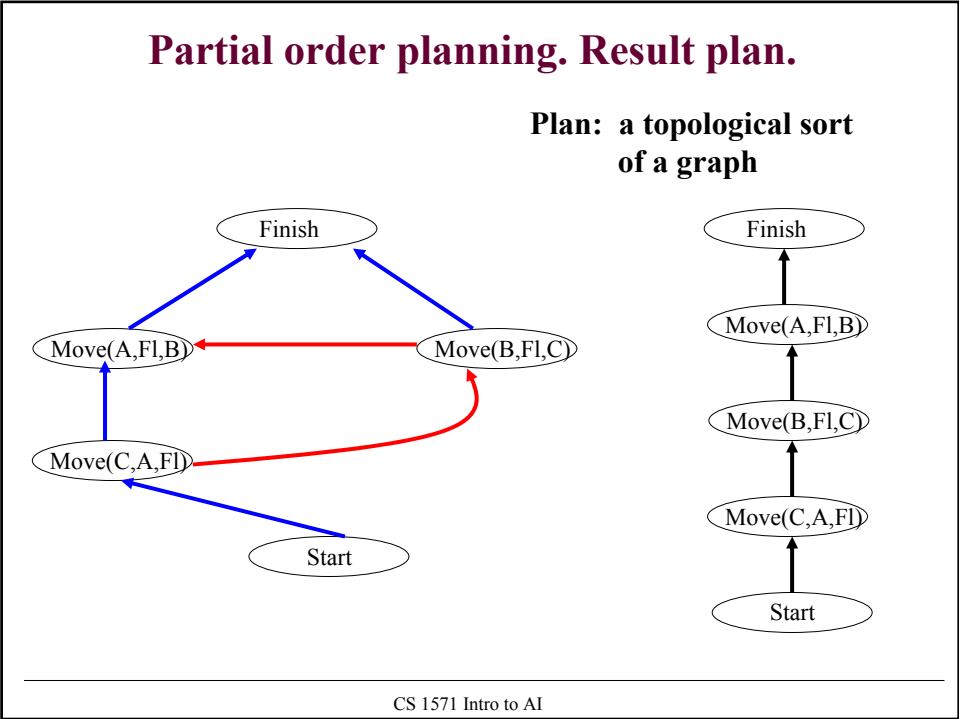 Partial order planning. Result plan.
Plan: a topological sort
of a graph
Finish
Move(A,Fl,B)
Move(B,Fl,C)
Move(C,A,Fl)
Start
Finish
Move(A,Fl,B)
Move(B,Fl,C)
Move(C,A,Fl)
Start
CS 1571 Intro to AI